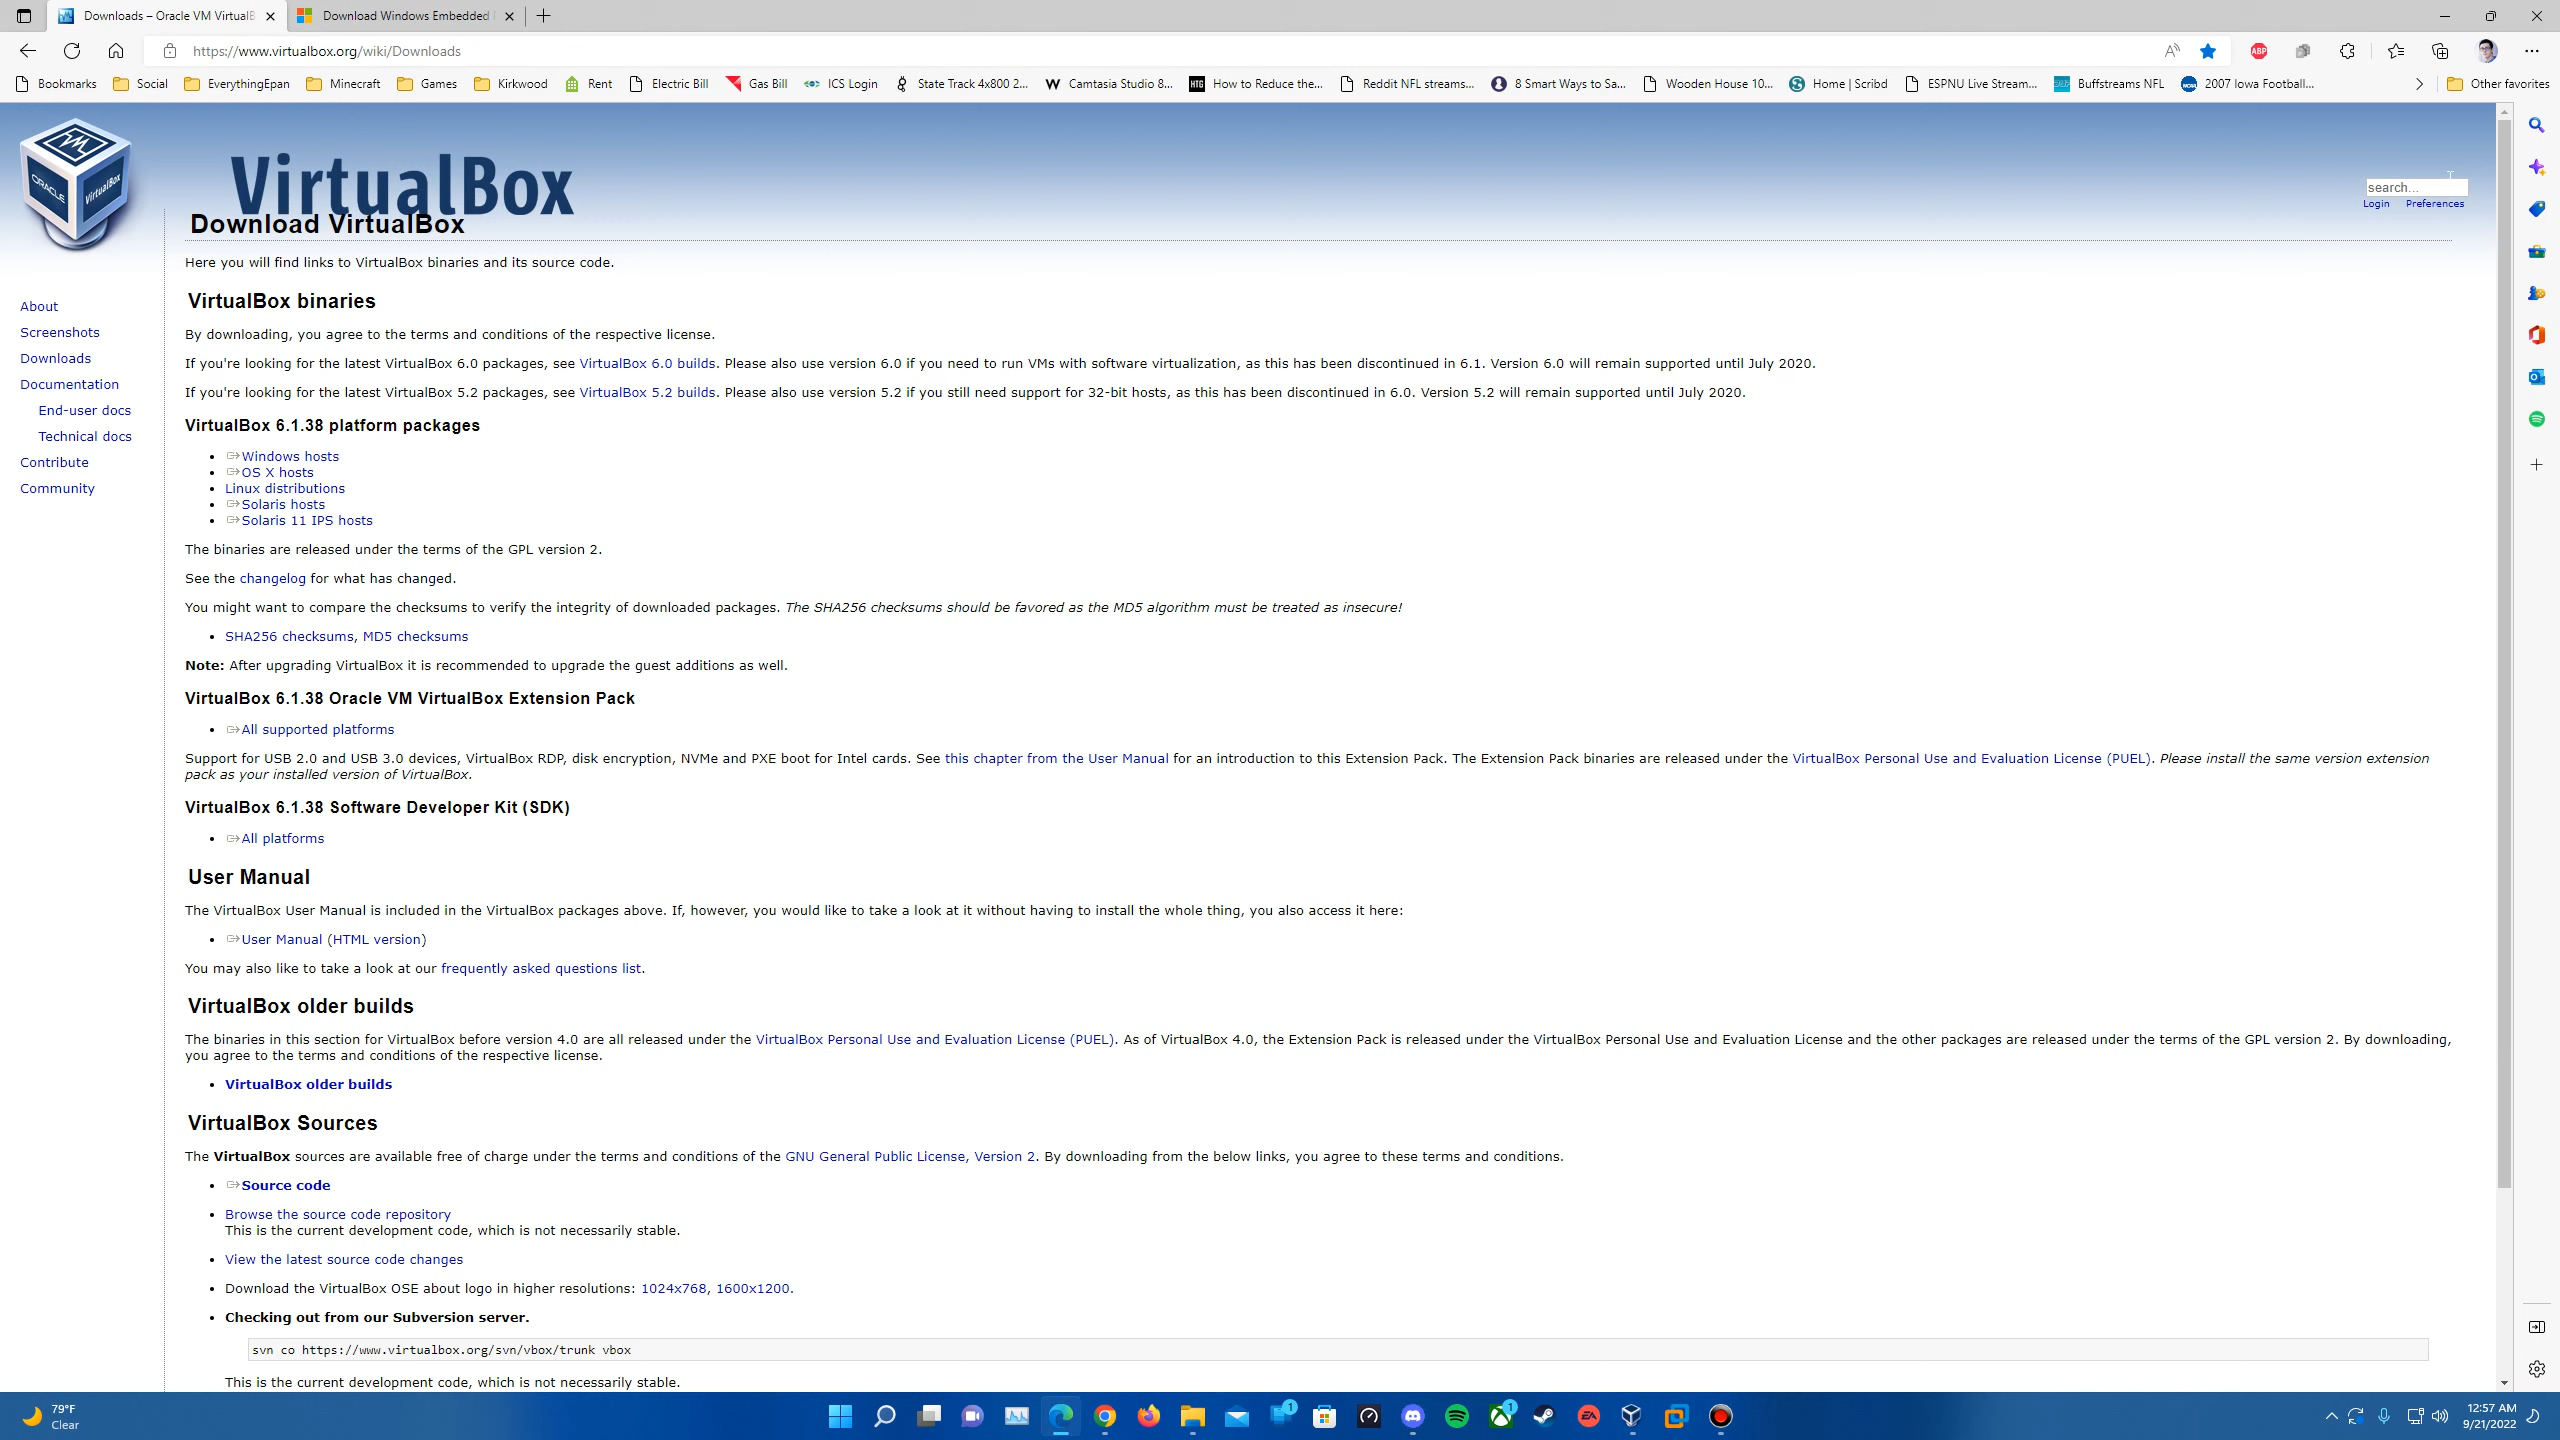 Downloads – Oracle VM VirtualB
Download Windows Embedded
https://www.virtualbox.org/wiki/Downloads
ABP
Bookmarks
Social
EverythingEpan
Minecraft
Games
Kirkwood
Rent
Electric Bill
Gas Bill
ICS Login
State Track 4x800 2...
Camtasia Studio 8...
HTG
How to Reduce the...
Reddit NFL streams...
8 Smart Ways to Sa...
Wooden House 10...
Home | Scribd
ESPNU Live Stream...
Buffstreams NFL
2007 Iowa Football...
Other favorites
ORACLE
VirtualBox
VirtualBox
search...
Login
Preferences
Download VirtualBox
Here you will find links to VirtualBox binaries and its source code.
About
Screenshots
Downloads
Documentation
End-user docs
Technical docs
Contribute
Community
VirtualBox binaries
By downloading, you agree to the terms and conditions of the respective license.
If you're looking for the latest VirtualBox 6.0 packages, see VirtualBox 6.0 builds. Please also use version 6.0 if you need to run VMs with software virtualization, as this has been discontinued in 6.1. Version 6.0 will remain supported until July 2020.
If you're looking for the latest VirtualBox 5.2 packages, see VirtualBox 5.2 builds. Please also use version 5.2 if you still need support for 32-bit hosts, as this has been discontinued in 6.0. Version 5.2 will remain supported until July 2020.
VirtualBox 6.1.38 platform packages
Windows hosts
OS X hosts
Linux distributions
Solaris hosts
Solaris 11 IPS hosts
The binaries are released under the terms of the GPL version 2.
See the changelog for what has changed.
You might want to compare the checksums to verify the integrity of downloaded packages. The SHA256 checksums should be favored as the MD5 algorithm must be treated as insecure!
SHA256 checksums, MD5 checksums
Note: After upgrading VirtualBox it is recommended to upgrade the guest additions as well.
VirtualBox 6.1.38 Oracle VM VirtualBox Extension Pack
All supported platforms
Support for USB 2.0 and USB 3.0 devices, VirtualBox RDP, disk encryption, NVMe and PXE boot for Intel cards. See this chapter from the User Manual for an introduction to this Extension Pack. The Extension Pack binaries are released under the VirtualBox Personal Use and Evaluation License (PUEL). Please install the same version extension
pack as your installed version of VirtualBox.
VirtualBox 6.1.38 Software Developer Kit (SDK)
All platforms
User Manual
The VirtualBox User Manual is included in the VirtualBox packages above. If, however, you would like to take a look at it without having to install the whole thing, you also access it here:
User Manual (HTML version)
You may also like to take a look at our frequently asked questions list.
VirtualBox older builds
The binaries in this section for VirtualBox before version 4.0 are all released under the VirtualBox Personal Use and Evaluation License (PUEL). As of VirtualBox 4.0, the Extension Pack is released under the VirtualBox Personal Use and Evaluation License and the other packages are released under the terms of the GPL version 2. By downloading,
you agree to the terms and conditions of the respective license.
VirtualBox older builds
VirtualBox Sources
The VirtualBox sources are available free of charge under the terms and conditions of the GNU General Public License, Version 2. By downloading from the below links, you agree to these terms and conditions.
Source code
Browse the source code repository
This is the current development code, which is not necessarily stable.
View the latest source code changes
Download the VirtualBox OSE about logo in higher resolutions: 1024x768, 1600x1200.
Checking out from our Subversion server.
svn co https://www.virtualbox.org/svn/vbox/trunk vbox
This is the current development code, which is not necessarily stable.
79°F
Clear
1
1
EA
12:57 AM
9/21/2022